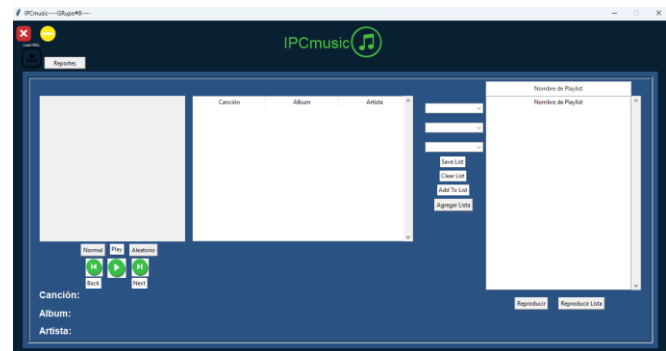 IPCmusic----GRupo#8----
IPCmusic
Load XML
Reportes
Nombre de Playlist
Canción Album Artista
Nombre de Playlist
Save List
Clear List
Add To List
Agregar Lista
Normal Play Aleatorio
Back Next
Canción:
Album:
Artista:
Reproducir Reproducir Lista